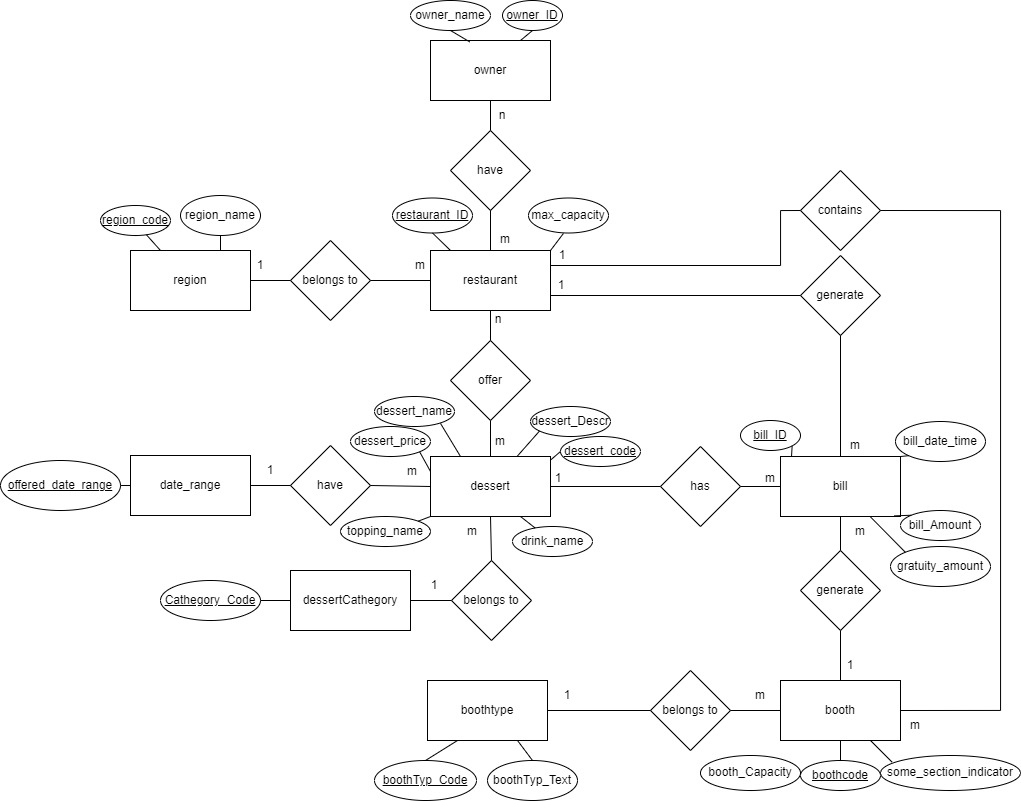 owner_name
owner_ID
owner
n
have
m
region_code
region_name
restaurant_ID
max_capacity
contains
region
1
belongs to
m
restaurant
1
1
generate
n
offer
m
dessert_name
dessert_Descr
dessert_price
dessert_code
bill_ID
m
bill_date_time
offered_date_range
date_range
1
have
m
dessert
1
has
m
bill
topping_name
m
drink_name
m
bill_Amount
gratuity_amount
Cathegory_Code
dessertCathegory
1
belongs to
generate
1
boothtype
1
belongs to
m
booth
m
boothTyp_Code
boothTyp_Text
booth_Capacity
boothcode
some_section_indicator